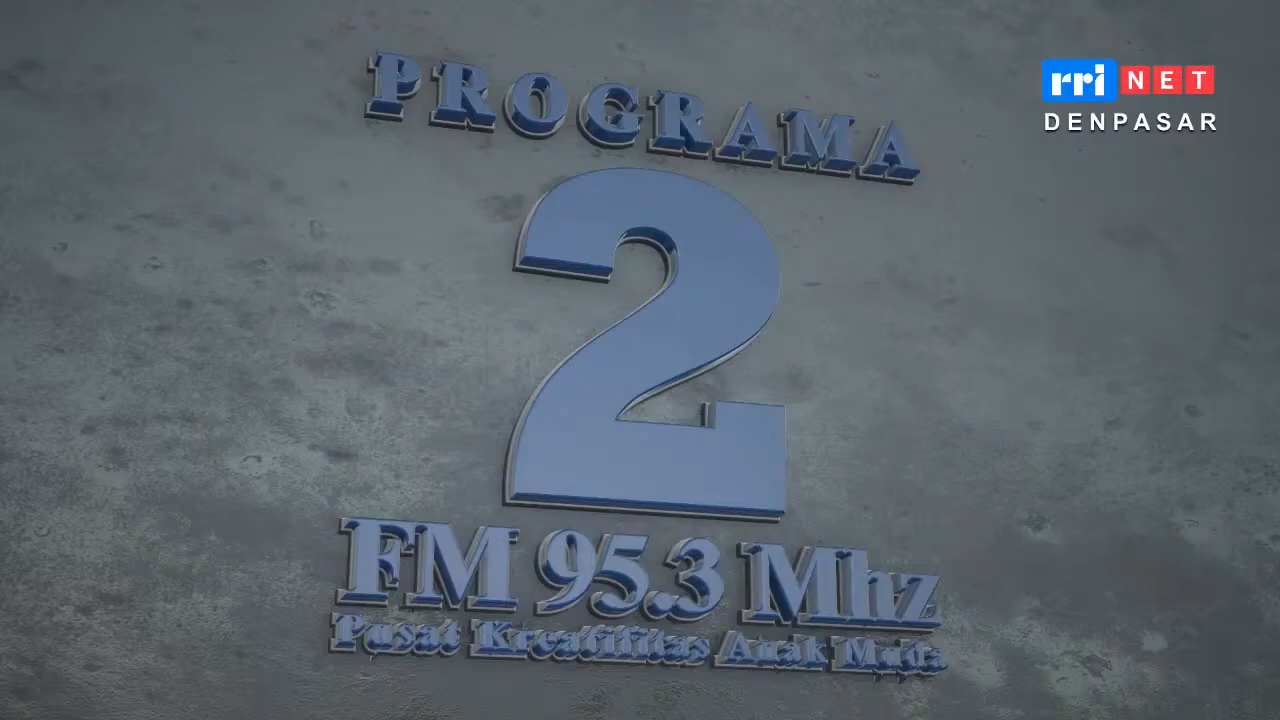 PROGRAMA
2
FM 95.3 Mhz
Pusat Kreatifitas Anak Muda
rri NET
DENPASAR